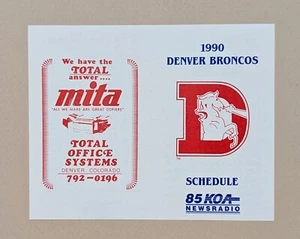 We have the
TOTAL
answer....
mita
"ALL WE MAKE ARE GREAT COPIERS"
TOTAL
OFFICE
SYSTEMS
DENVER, COLORADO
792-0196
1990
DENVER BRONCOS
D
SCHEDULE
85 KOA
NEWSRADIO